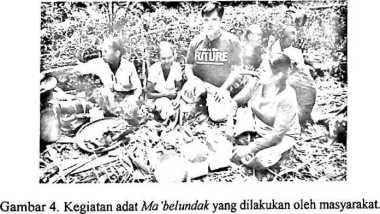 FUTURE
Gambar 4. Kegiatan adat Ma'belundak yang dilakukan oleh masyarakat.